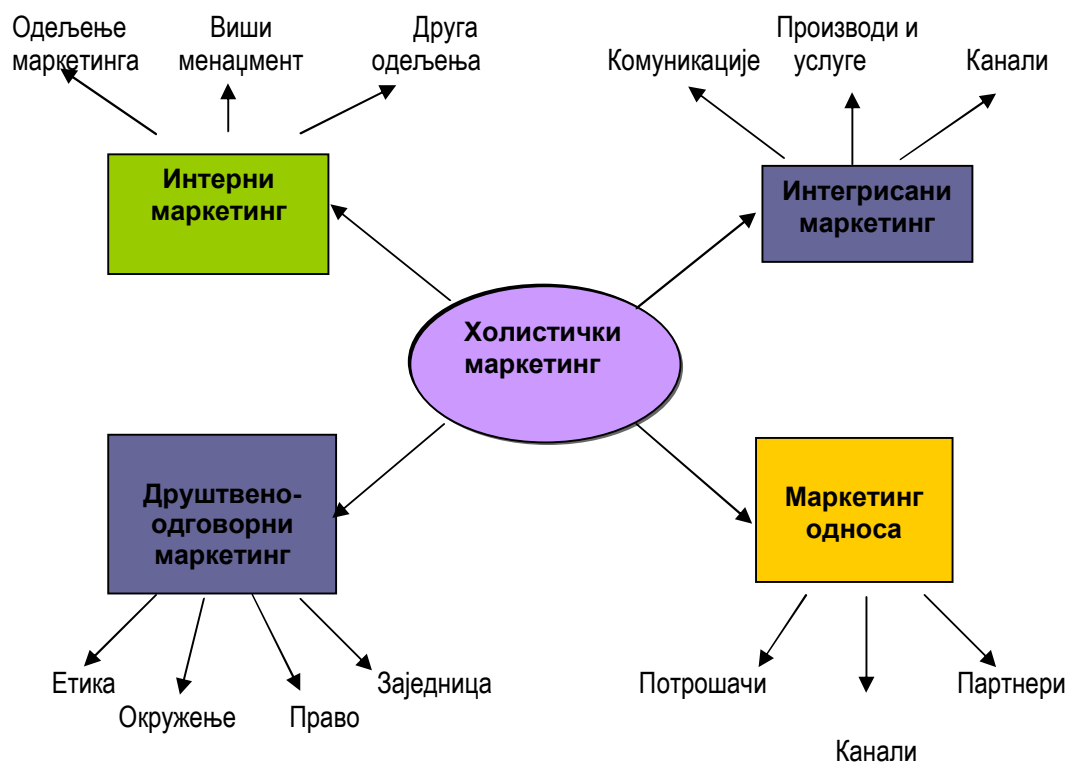 Одељење
маркетинга
Виши
менаџмент
Друга
одељења
Комуникације
Производи и
услуге
Канали
Интерни
маркетинг
Интегрисани
маркетинг
Холистички
маркетинг
Друштвено-
одговорни
маркетинг
Маркетинг
односа
Етика
Окружење
Право
Заједница
Потрошачи
Канали
Партнери